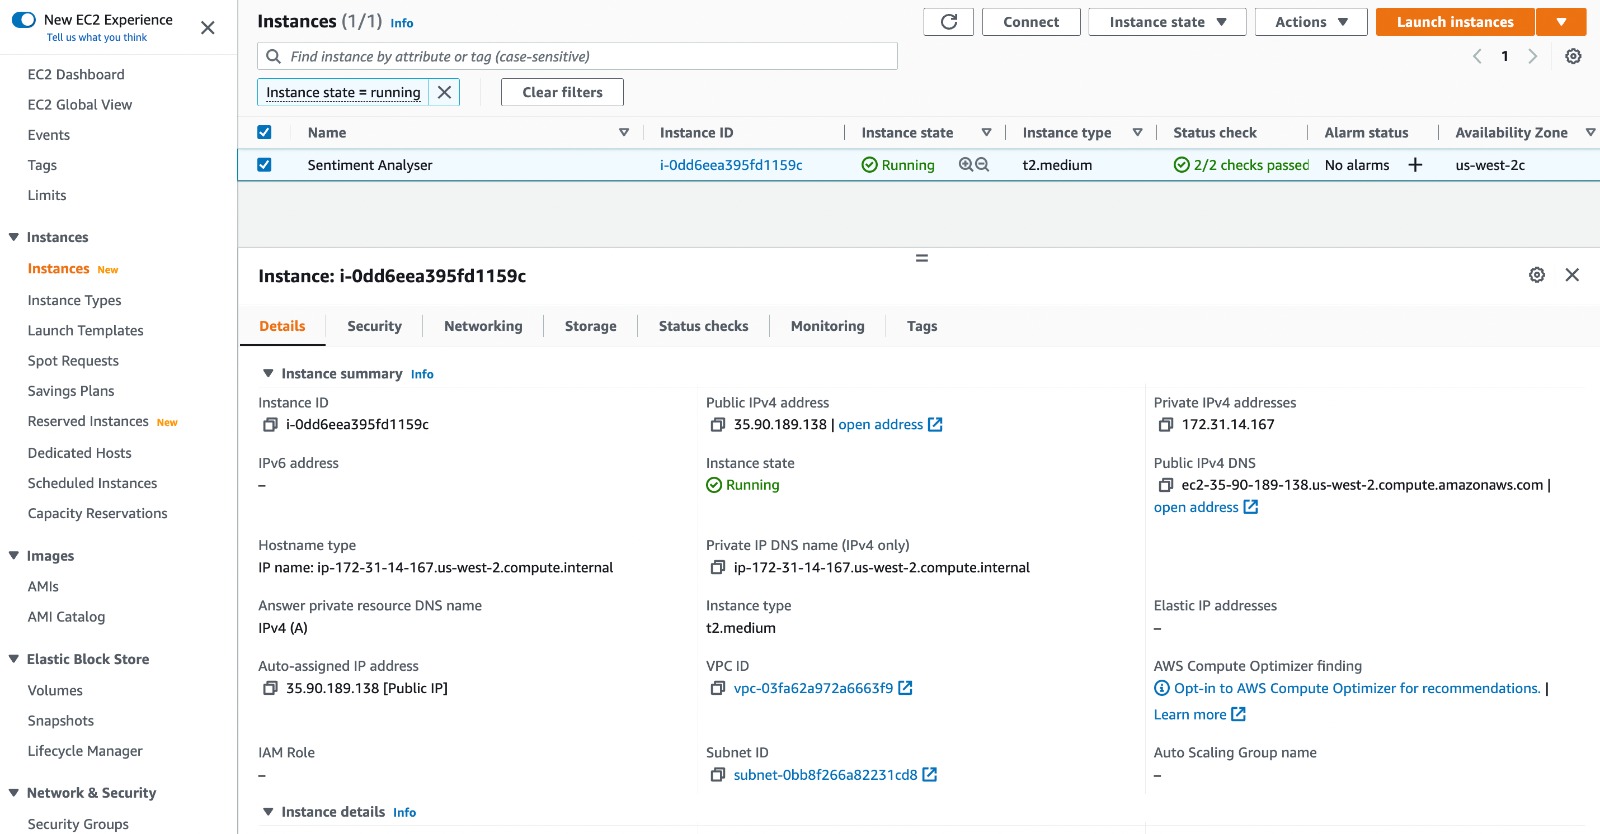 New EC2 Experience
Tell us what you think
EC2 Dashboard
EC2 Global View
Events
Tags
Limits
Instances
Instances New
Instance Types
Launch Templates
Spot Requests
Savings Plans
Reserved Instances New
Dedicated Hosts
Scheduled Instances
Capacity Reservations
Images
AMIs
AMI Catalog
Elastic Block Store
Volumes
Snapshots
Lifecycle Manager
Network & Security
Security Groups
Instances (1/1) Info
Connect
Instance state
Actions
Launch instances
Find instance by attribute or tag (case-sensitive)
1
Instance state = running
Clear filters
Name Instance ID Instance state Instance type Status check Alarm status Availability Zone
Sentiment Analyser i-0dd6eea395fd1159c Running t2.medium 2/2 checks passed No alarms + us-west-2c
Instance: i-0dd6eea395fd1159c
Details Security Networking Storage Status checks Monitoring Tags
Instance summary Info
Instance ID
i-0dd6eea395fd1159c
Public IPv4 address
35.90.189.138 | open address
Private IPv4 addresses
172.31.14.167
IPv6 address
–
Instance state
Running
Public IPv4 DNS
ec2-35-90-189-138.us-west-2.compute.amazonaws.com |
open address
Hostname type
IP name: ip-172-31-14-167.us-west-2.compute.internal
Private IP DNS name (IPv4 only)
ip-172-31-14-167.us-west-2.compute.internal
Answer private resource DNS name
IPv4 (A)
Instance type
t2.medium
Elastic IP addresses
–
Auto-assigned IP address
35.90.189.138 [Public IP]
VPC ID
vpc-03fa62a972a6663f9
AWS Compute Optimizer finding
Opt-in to AWS Compute Optimizer for recommendations. |
Learn more
IAM Role
–
Subnet ID
subnet-0bb8f266a82231cd8
Auto Scaling Group name
–
Instance details Info